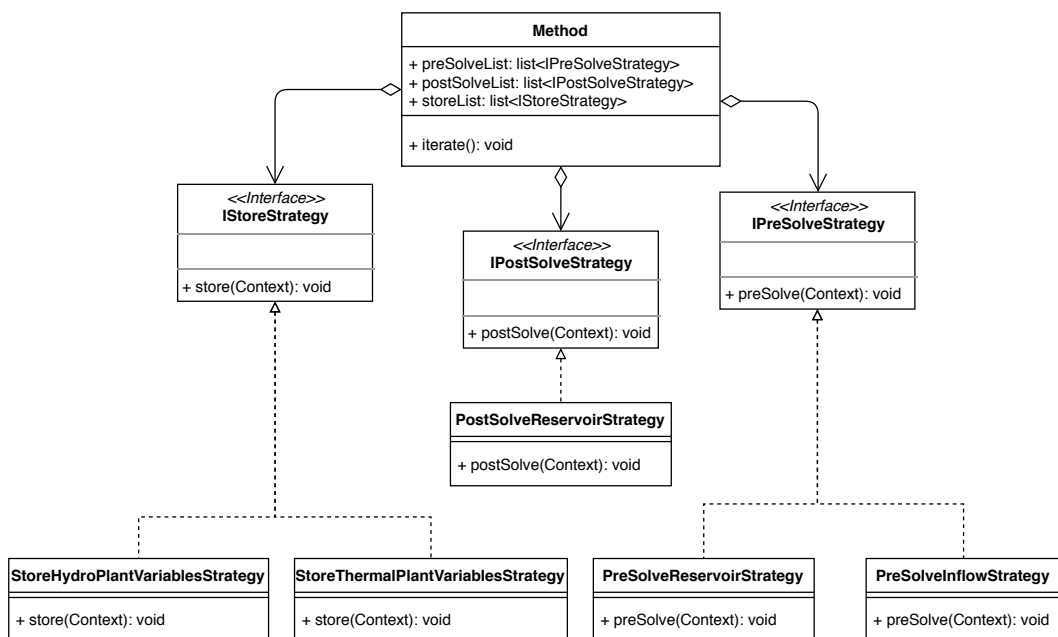 Method
+ preSolveList: list<IPreSolveStrategy>
+ postSolveList: list<IPostSolveStrategy>
+ storeList: list<IStoreStrategy>
+ iterate(): void
<<Interface>>
IStoreStrategy
+ store(Context): void
<<Interface>>
IPostSolveStrategy
+ postSolve(Context): void
<<Interface>>
IPreSolveStrategy
+ preSolve(Context): void
PostSolveReservoirStrategy
+ postSolve(Context): void
StoreHydroPlantVariablesStrategy
+ store(Context): void
StoreThermalPlantVariablesStrategy
+ store(Context): void
PreSolveReservoirStrategy
+ preSolve(Context): void
PreSolveInflowStrategy
+ preSolve(Context): void